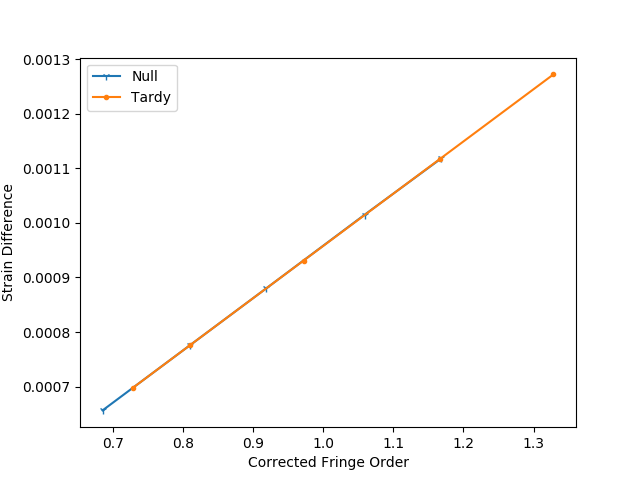 0.0013
0.0012
0.0011
0.0010
0.0009
0.0008
0.0007
Strain Difference
Null
Tardy
0.7 0.8 0.9 1.0 1.1 1.2 1.3
Corrected Fringe Order